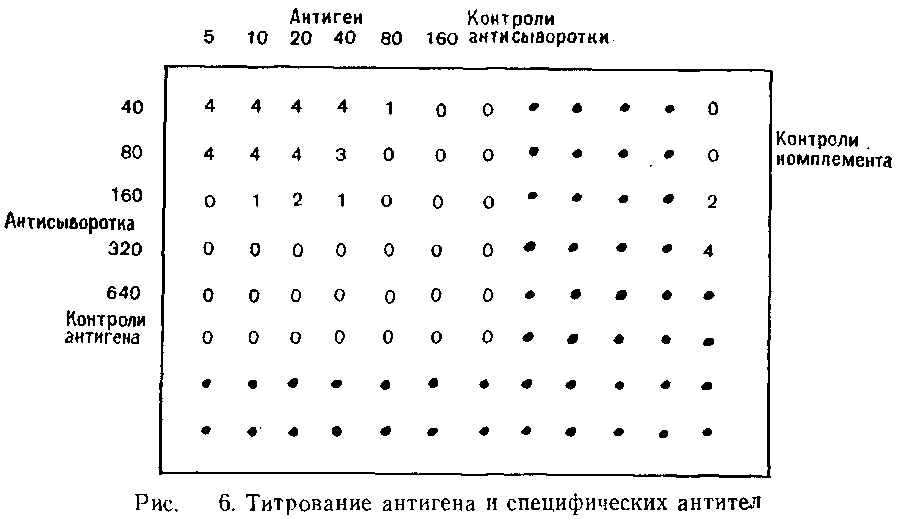 Антиген
Контроли
антисыворотки
5 10 20 40 80 160
40 4 4 4 4 1 0 0 • • • • 0
Контроли
комплемента
80 4 4 4 3 0 0 0 • • • • 0
160 0 1 2 1 0 0 0 • • • • 2
Антисыворотка
320 0 0 0 0 0 0 0 • • • • 4
640 0 0 0 0 0 0 0 • • • • •
Контроли
антигена
0 0 0 0 0 0 0 • • • • •
• • • • • • • • • • • •
• • • • • • • • • • • •
Рис. 6. Титрование антигена и специфических антител